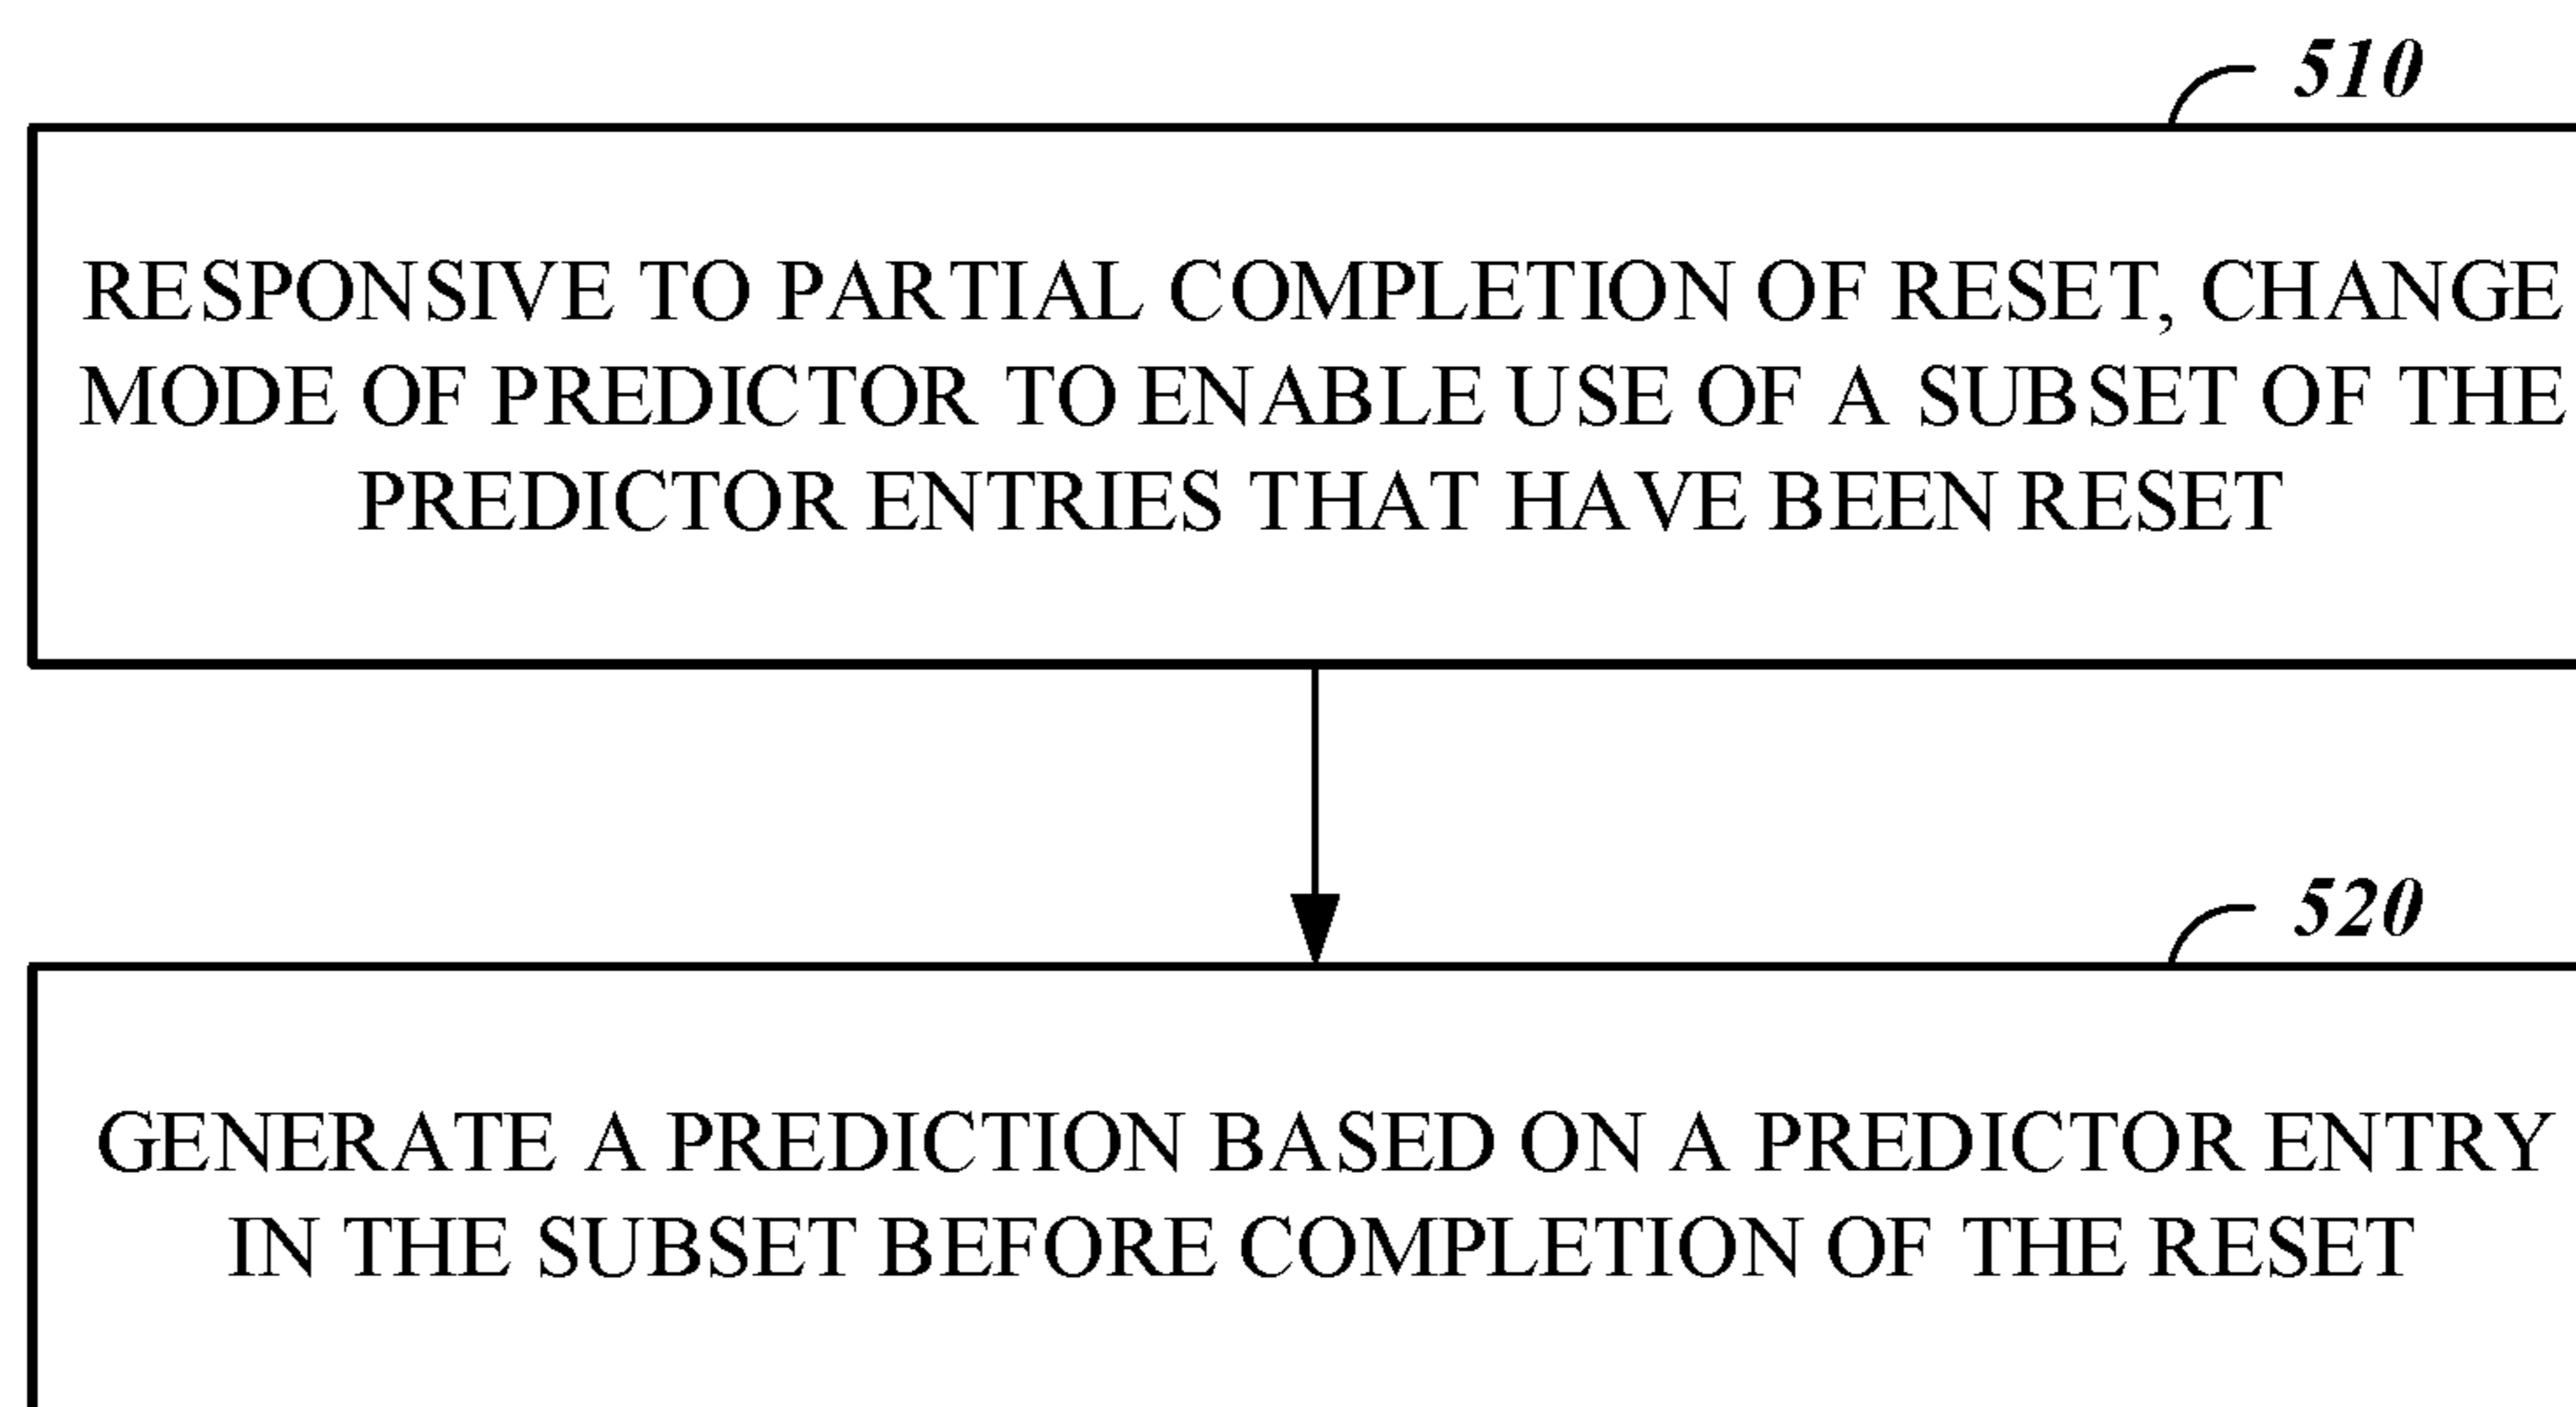 510
RESPONSIVE TO PARTIAL COMPLETION OF RESET, CHANGE
MODE OF PREDICTOR TO ENABLE USE OF A SUBSET OF THE
PREDICTOR ENTRIES THAT HAVE BEEN RESET
520
GENERATE A PREDICTION BASED ON A PREDICTOR ENTRY
IN THE SUBSET BEFORE COMPLETION OF THE RESET